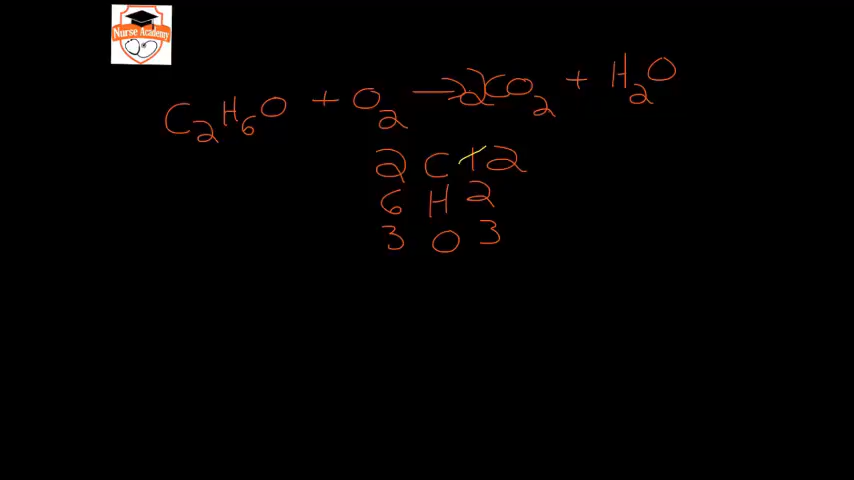 Nurse Academy
C₂H₆O + O₂ → 2CO₂ + H₂O
2 C 1 2
6 H 2
3 O 3